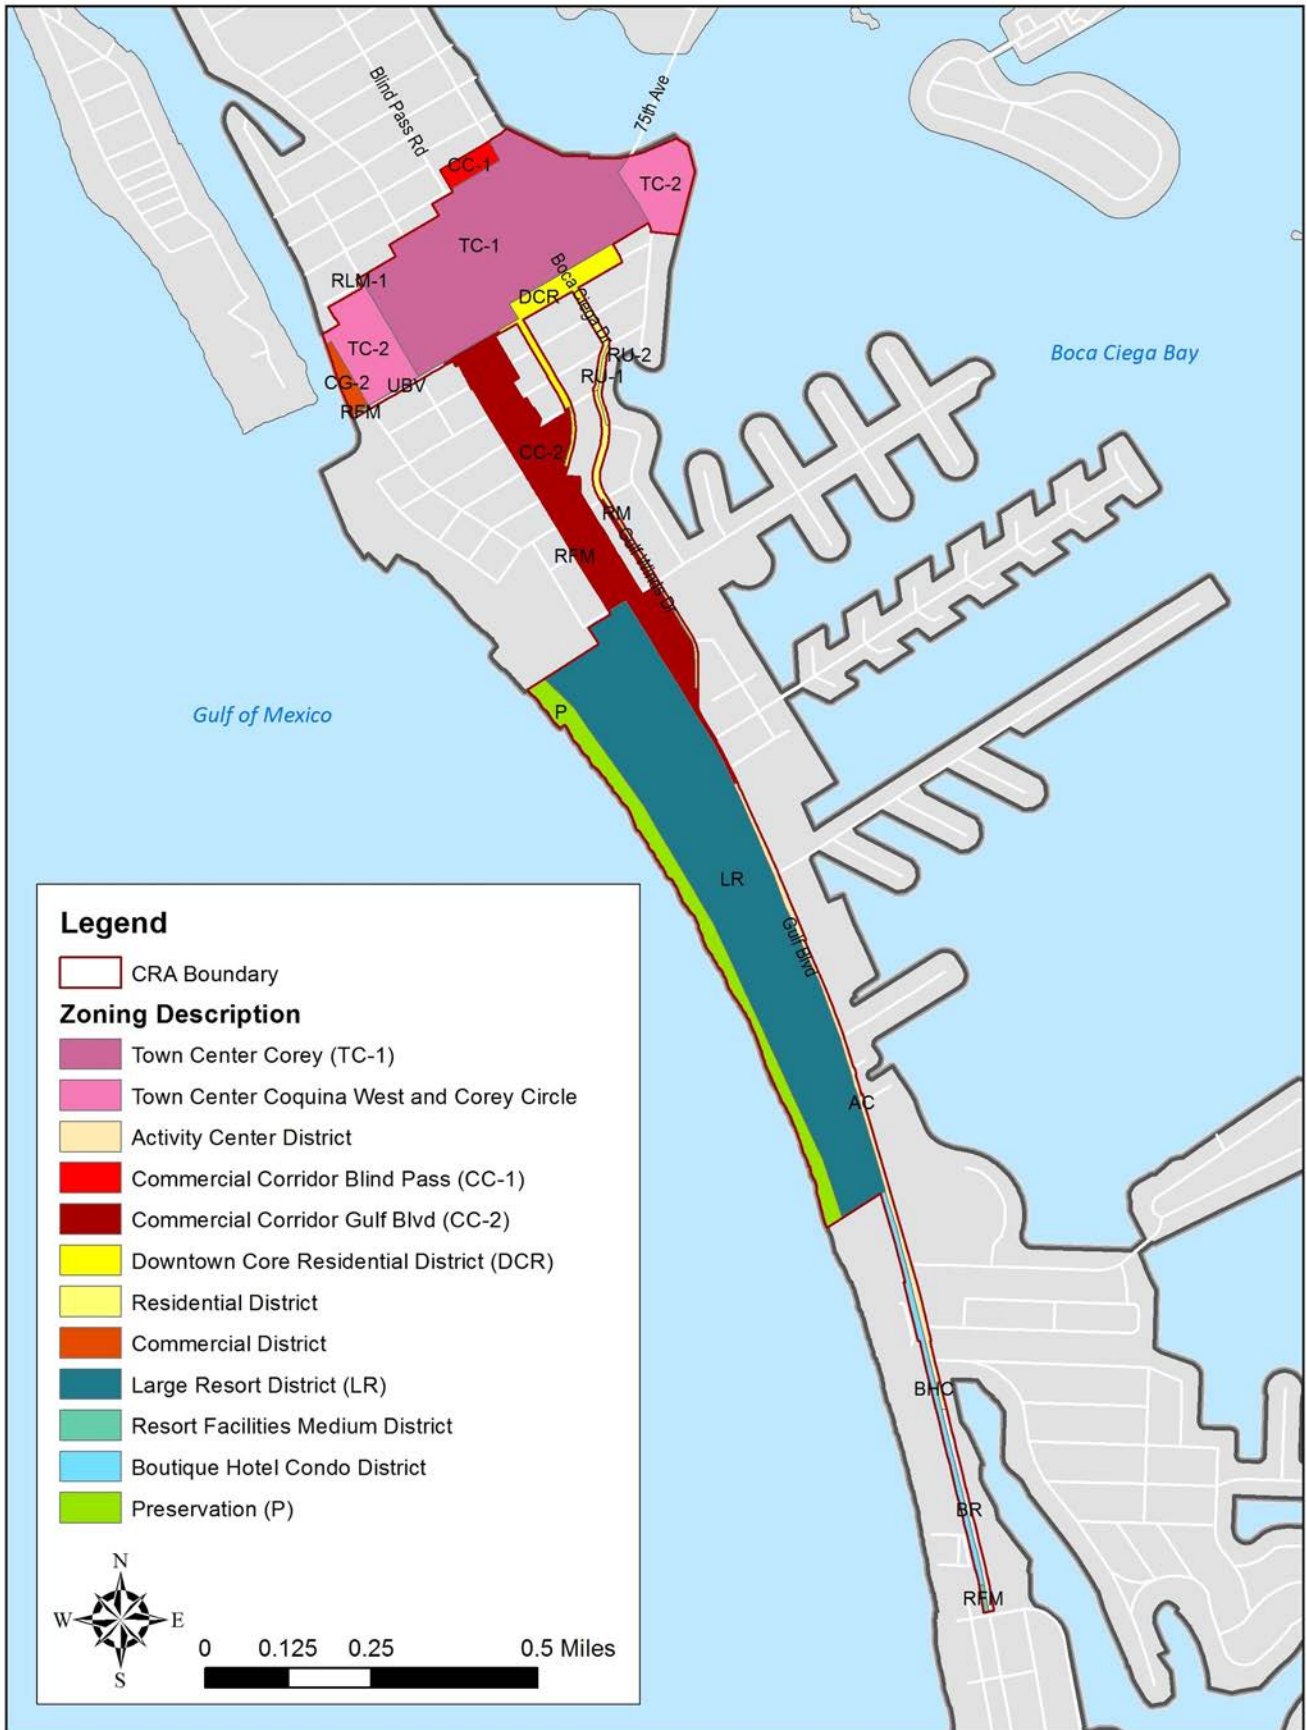 Blind Pass Rd
75th Ave
CC-1
TC-2
TC-1
Boca Ciega Dr
RLM-1
DCR
TC-2
RU-2
Boca Ciega Bay
RU-1
CG-2
UBV
RFM
CC-2
RM
Gulf Winds Dr
RFM
P
Gulf of Mexico
LR
Gulf Blvd
AC
BHC
BR
RFM
Legend
CRA Boundary
Zoning Description
Town Center Corey (TC-1)
Town Center Coquina West and Corey Circle
Activity Center District
Commercial Corridor Blind Pass (CC-1)
Commercial Corridor Gulf Blvd (CC-2)
Downtown Core Residential District (DCR)
Residential District
Commercial District
Large Resort District (LR)
Resort Facilities Medium District
Boutique Hotel Condo District
Preservation (P)
N
W E
S
0 0.125 0.25 0.5 Miles